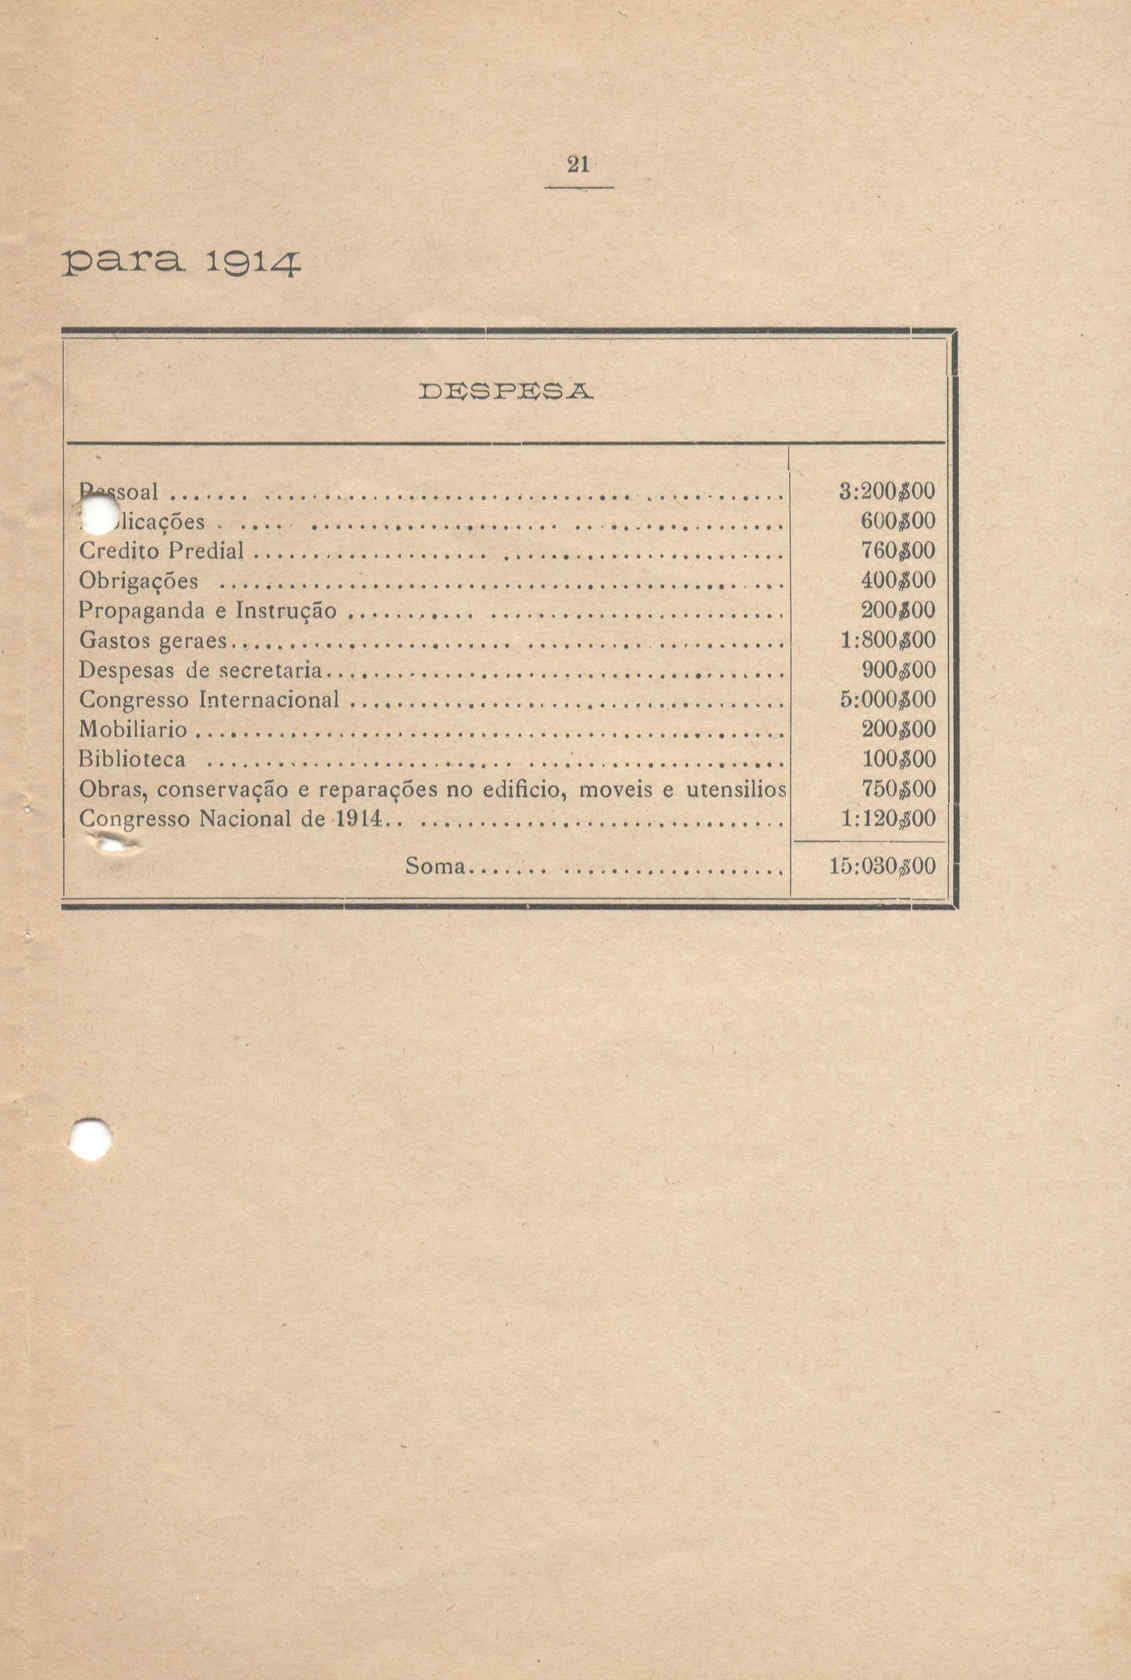 21
para 1914
DESPESA
Pessoal ........ 3:200$00
........ 600$00
Credito Predial ........ 760$00
Obrigações ........ 400$00
Propaganda e Instrução ........ 200$00
Gastos geraes ........ 1:800$00
Despesas de secretaria ........ 900$00
Congresso Internacional ........ 5:000$00
Mobiliario ........ 200$00
Biblioteca ........ 100$00
Obras, conservação e reparações no edificio, moveis e utensilios 750$00
Congresso Nacional de 1914 ........ 1:120$00
Soma ........ 15:030$00